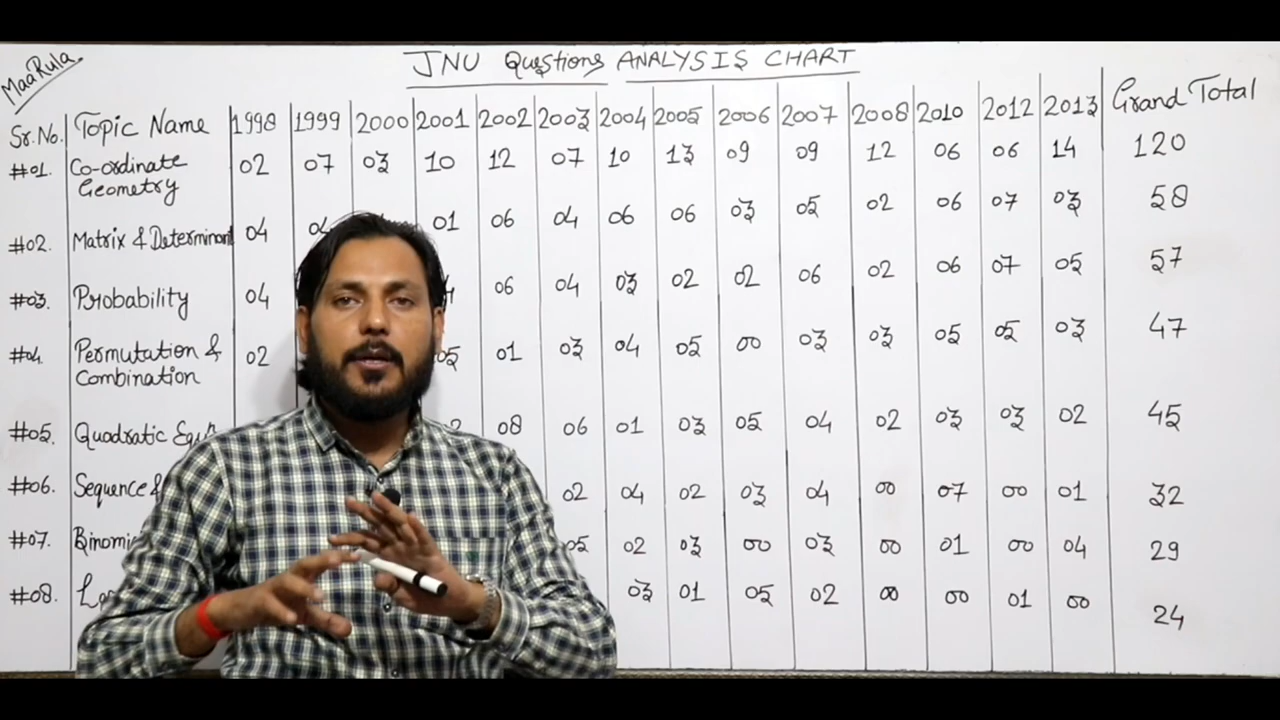 MaaRula
JNU Questions ANALYSIS CHART
Sr.No. Topic Name 1998 1999 2000 2001 2002 2003 2004 2005 2006 2007 2008 2010 2012 2013 Grand Total
#01. Co-ordinate Geometry 02 07 03 10 12 07 10 13 09 09 12 06 06 14 120
#02. Matrix & Determinant 04 01 06 04 06 06 03 05 02 06 07 03 58
#03. Probability 04 06 04 03 02 02 06 02 06 07 05 57
#04. Permutation & Combination 02 05 01 03 04 05 00 03 03 05 05 03 47
#05. Quadratic 08 06 01 03 05 04 02 03 03 02 45
#06. Sequence & 02 04 02 03 04 00 07 00 01 32
#07. 05 02 03 00 03 00 01 00 04 29
#08. 03 01 05 02 00 00 01 00 24